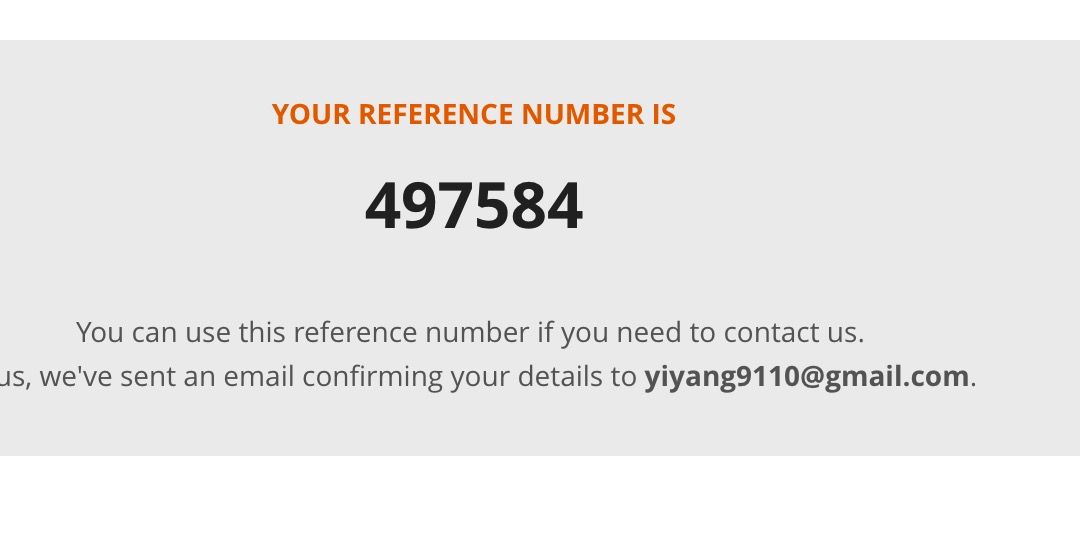 YOUR REFERENCE NUMBER IS
497584
You can use this reference number if you need to contact us.
us, we've sent an email confirming your details to yiyang9110@gmail.com.